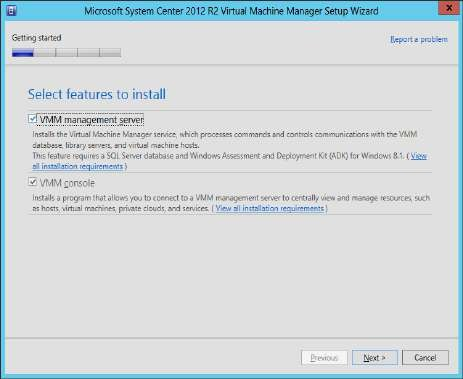 Microsoft System Center 2012 R2 Virtual Machine Manager Setup Wizard
x
Getting started
Report a problem
Select features to install
VMM management server
Installs the Virtual Machine Manager service, which processes commands and controls communications with the VMM
database, library servers, and virtual machine hosts.
This feature requires a SQL Server database and Windows Assessment and Deployment Kit (ADK) for Windows 8.1. ( View
all installation requirements )
VMM console
Installs a program that allows you to connect to a VMM management server to centrally view and manage resources, such
as hosts, virtual machines, private clouds, and services. ( View all installation requirements )
Previous
Next >
Cancel